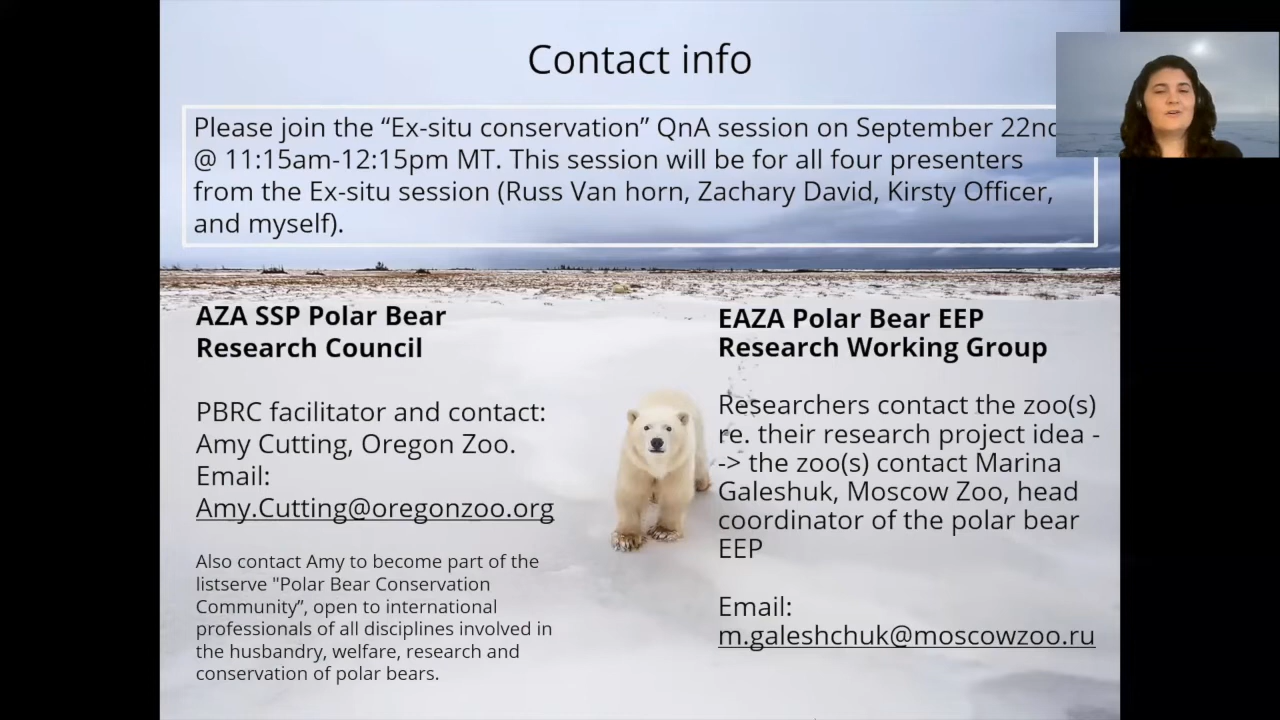 Contact info
Please join the “Ex-situ conservation” QnA session on September 22nd
@ 11:15am-12:15pm MT. This session will be for all four presenters
from the Ex-situ session (Russ Van horn, Zachary David, Kirsty Officer,
and myself).
AZA SSP Polar Bear
Research Council
PBRC facilitator and contact:
Amy Cutting, Oregon Zoo.
Email:
Amy.Cutting@oregonzoo.org
Also contact Amy to become part of the
listserve "Polar Bear Conservation
Community”, open to international
professionals of all disciplines involved in
the husbandry, welfare, research and
conservation of polar bears.
EAZA Polar Bear EEP
Research Working Group
Researchers contact the zoo(s)
re. their research project idea -
-> the zoo(s) contact Marina
Galeshuk, Moscow Zoo, head
coordinator of the polar bear
EEP
Email:
m.galeshchuk@moscowzoo.ru